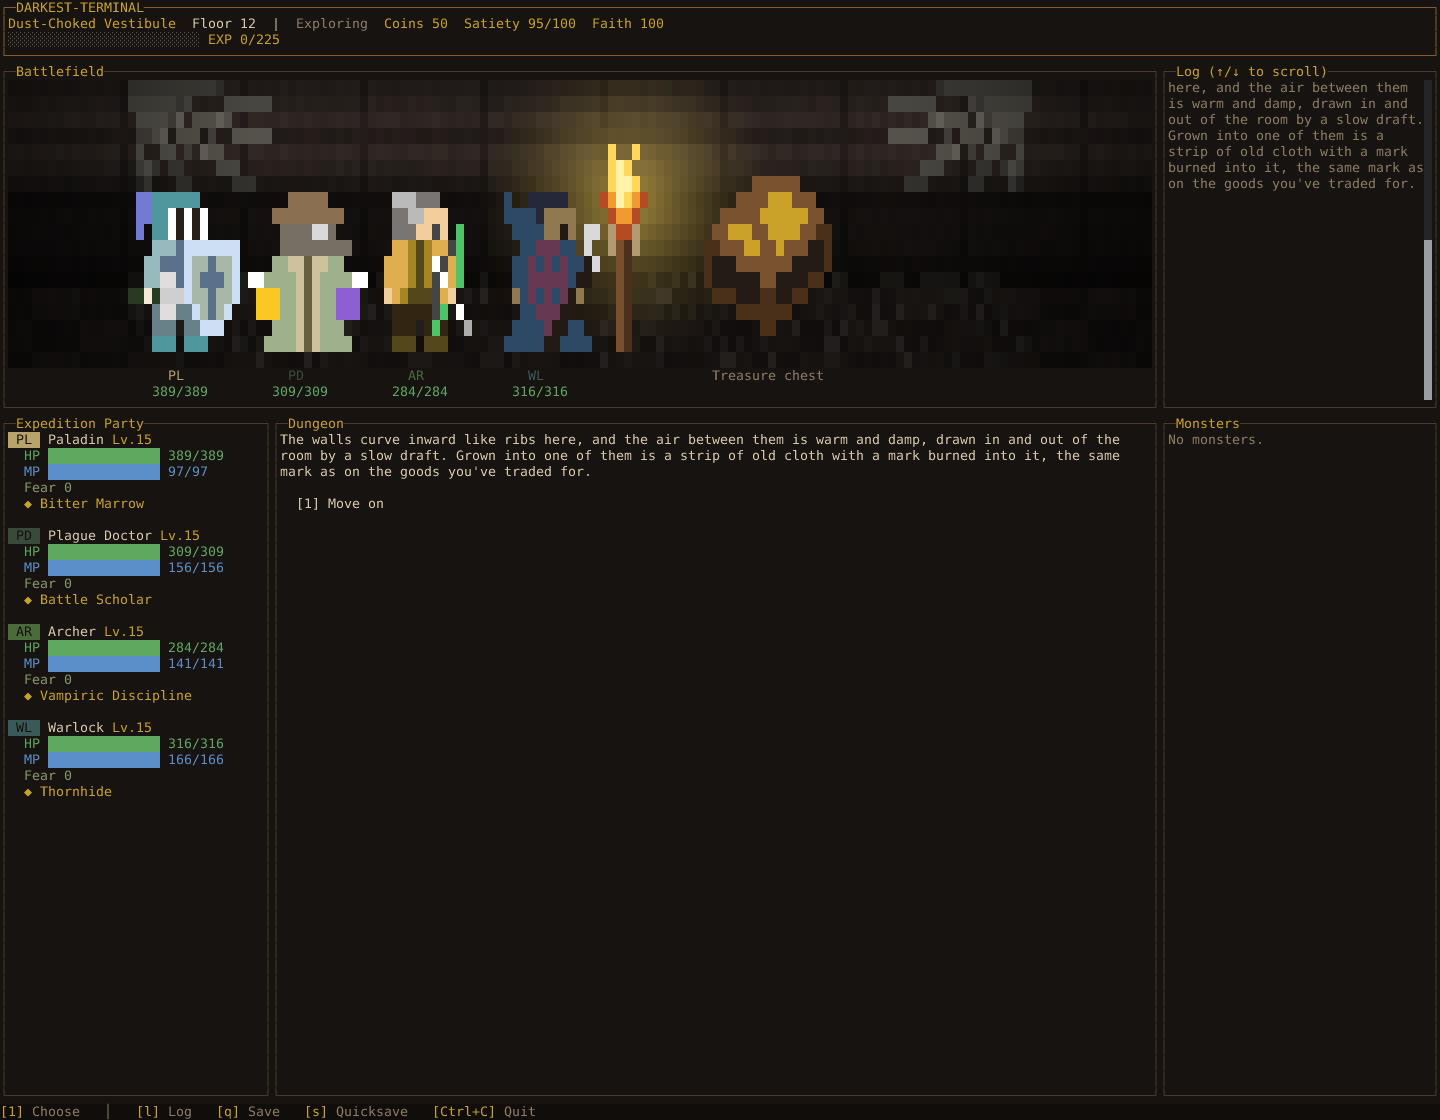 DARKEST-TERMINAL
Dust-Choked Vestibule  Floor 12  |  Exploring  Coins 50  Satiety 95/100  Faith 100
EXP 0/225
Battlefield
PL
389/389
PD
309/309
AR
284/284
WL
316/316
Treasure chest
Log (↑/↓ to scroll)
here, and the air between them
is warm and damp, drawn in and
out of the room by a slow draft.
Grown into one of them is a
strip of old cloth with a mark
burned into it, the same mark as
on the goods you've traded for.
Expedition Party
PL Paladin Lv.15
HP 389/389
MP 97/97
Fear 0
◆ Bitter Marrow
PD Plague Doctor Lv.15
HP 309/309
MP 156/156
Fear 0
◆ Battle Scholar
AR Archer Lv.15
HP 284/284
MP 141/141
Fear 0
◆ Vampiric Discipline
WL Warlock Lv.15
HP 316/316
MP 166/166
Fear 0
◆ Thornhide
Dungeon
The walls curve inward like ribs here, and the air between them is warm and damp, drawn in and out of the
room by a slow draft. Grown into one of them is a strip of old cloth with a mark burned into it, the same
mark as on the goods you've traded for.
[1] Move on
Monsters
No monsters.
[1] Choose  |  [l] Log  [q] Save  [s] Quicksave  [Ctrl+C] Quit